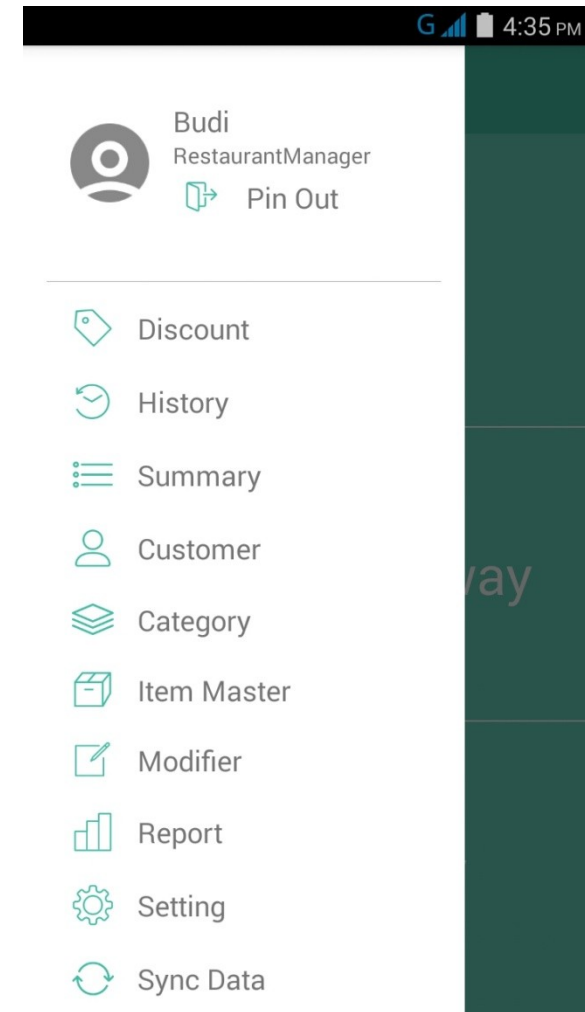 G 4:35 PM
Budi
RestaurantManager
Pin Out
Discount
History
Summary
Customer
way
Category
Item Master
Modifier
Report
Setting
Sync Data